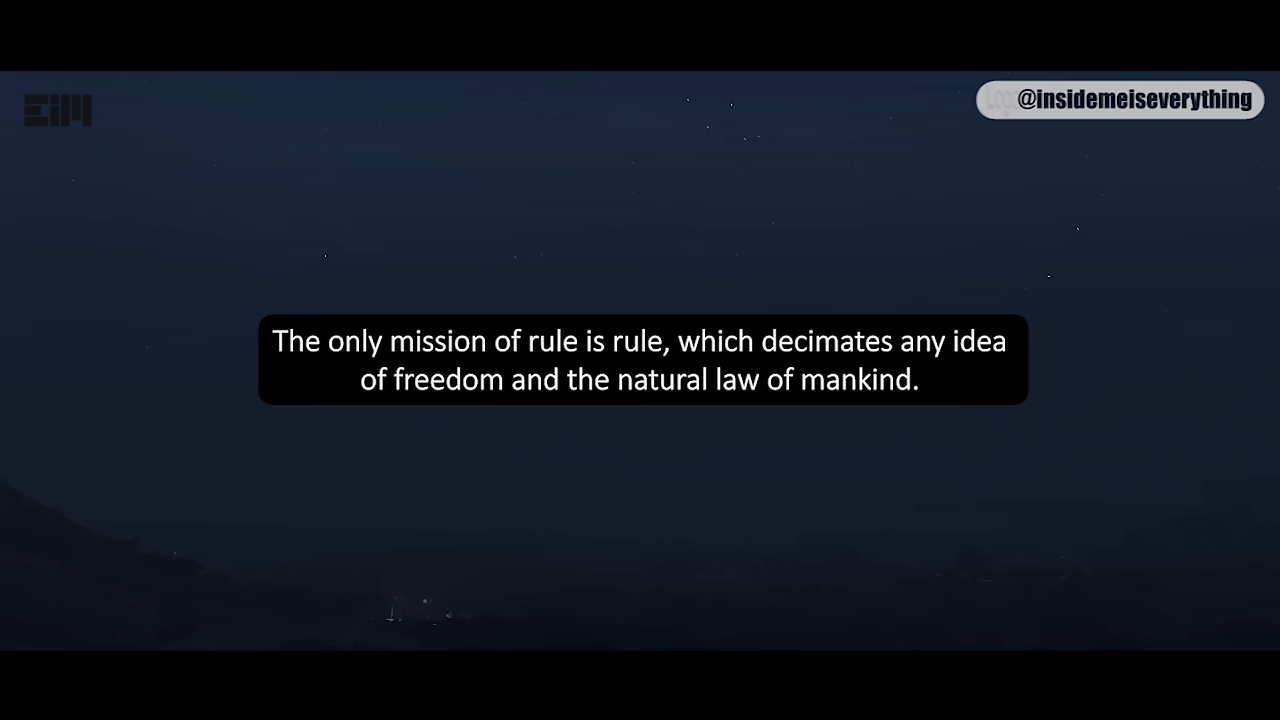 EiM
@insidemeiseverything
The only mission of rule is rule, which decimates any idea
of freedom and the natural law of mankind.